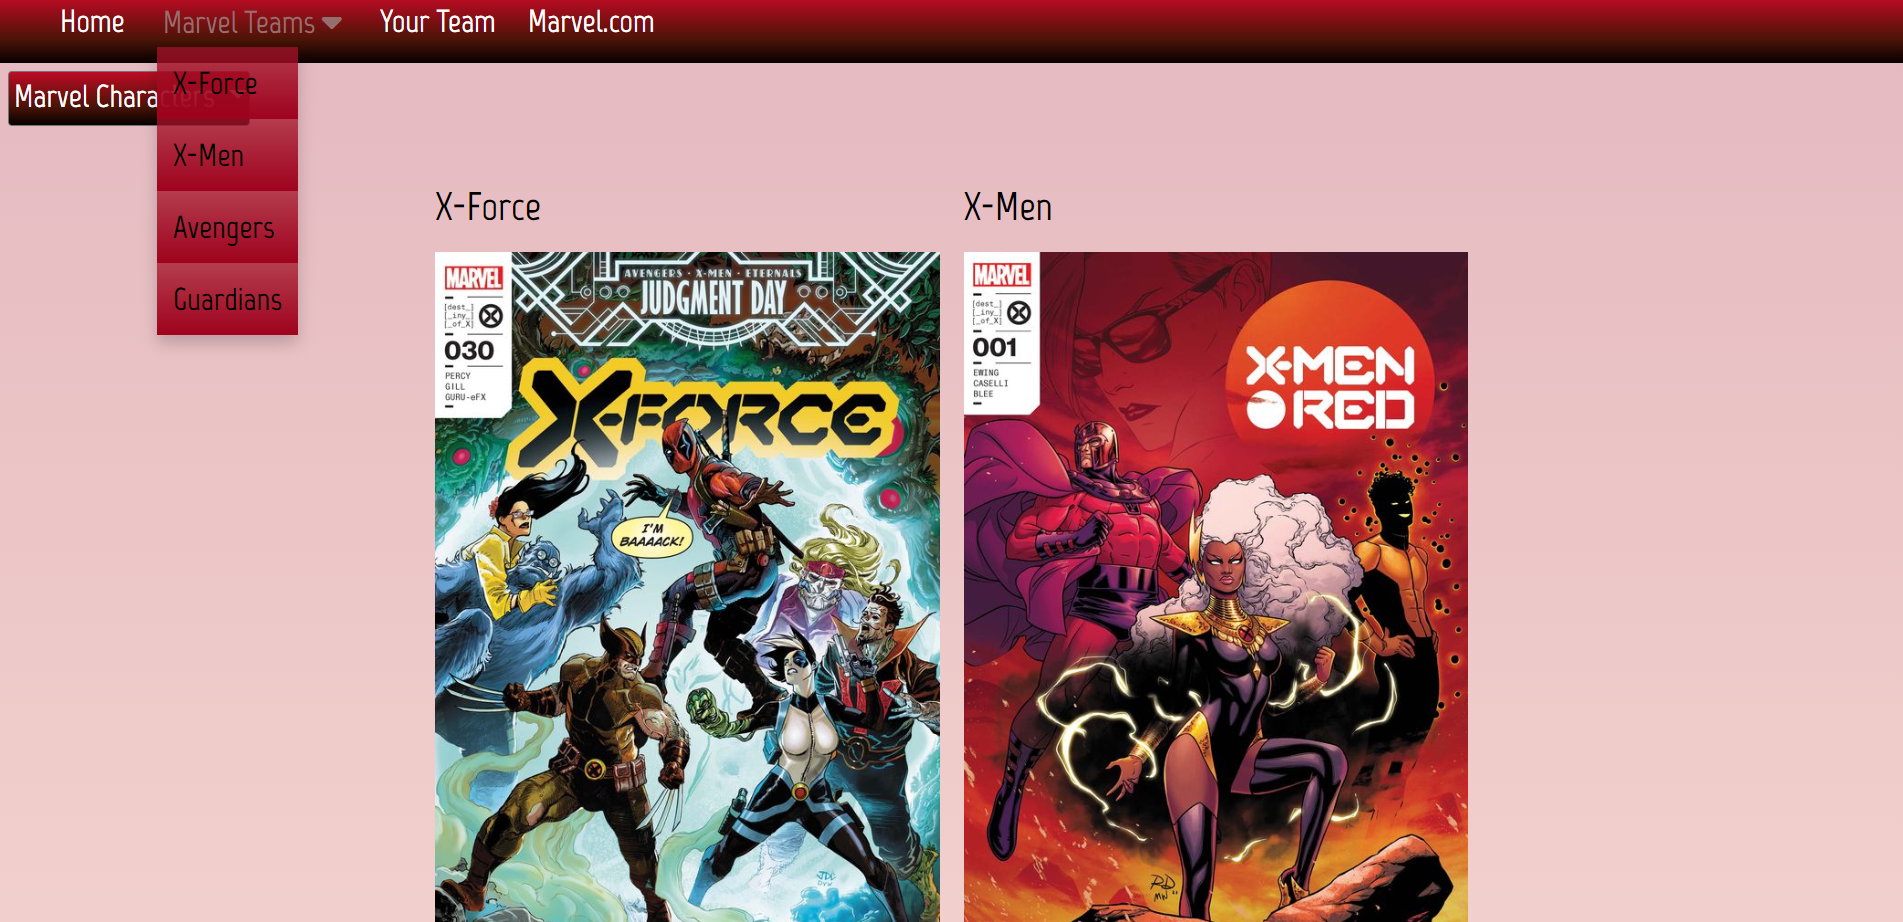 Home Marvel Teams Your Team Marvel.com
Marvel Characters
X-Force
X-Men
Avengers
Guardians
X-Force
MARVEL
[dest_]
[_iny_]
[_of_X]
030
PERCY
GILL
GURU-eFX
AVENGERS · X-MEN · ETERNALS
JUDGMENT DAY
X-FORCE
I'M
BAAAACK!
X-Men
MARVEL
[dest_]
[_iny_]
[_of_X]
001
EWING
CASELLI
BLEE
X-MEN
RED
RD